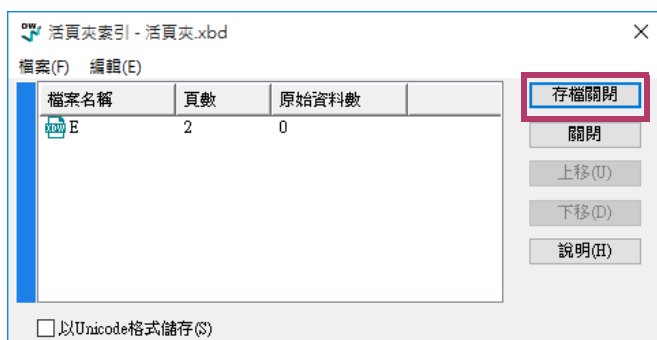 活頁夾索引 - 活頁夾.xbd
檔案(F) 編輯(E)
檔案名稱 頁數 原始資料數
E 2 0
存檔關閉
關閉
上移(U)
下移(D)
說明(H)
以Unicode格式儲存(S)